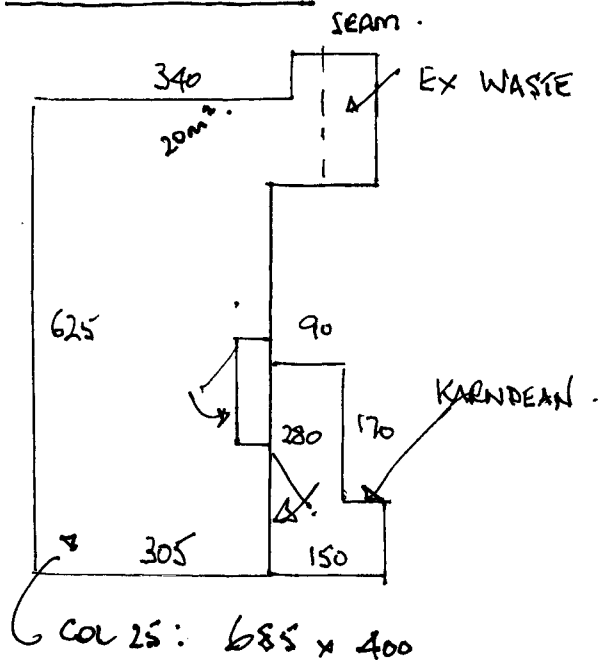 SEAM.
340
EX WASTE
20m².
625
90
KARNDEAN.
280
170
305
150
COL 25: 685 x 400